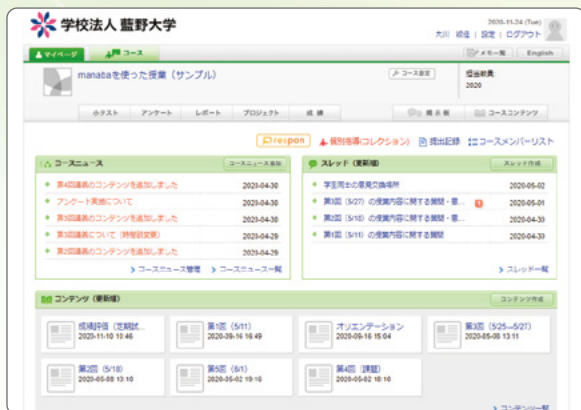 学校法人 藍野大学
2020-11-24 (Tue)
大川 設定 | ログアウト
マイページ コース
メモ一覧 English
manabaを使った授業（サンプル）
コース設定
担当教員:
2020
小テスト アンケート レポート プロジェクト 成績 掲示板 コースコンテンツ
respon 個別指導(コレクション) 提出記録 コースメンバーリスト
コースニュース コースニュース追加
第4回講義のコンテンツを追加しました 2020-04-30
アンケート実施について 2020-04-30
第3回講義のコンテンツを追加しました 2020-04-30
第3回講義について（時間設変更） 2020-04-29
第2回講義のコンテンツを追加しました 2020-04-29
コースニュース管理 コースニュース一覧
スレッド（更新順） スレッド作成
学生同士の意見交換場所 2020-05-02
第3回（5/27）の授業内容に関する質問・意... 2020-05-01
第2回（5/18）の授業内容に関する質問・意... 2020-04-30
第1回（5/11）の授業内容に関する質問 2020-04-30
スレッド一覧
コンテンツ（更新順） コンテンツ作成
成績評価（定期試...
2020-11-10 10:46
第1回（5/11）
2020-09-16 16:49
オリエンテーション
2020-09-16 15:04
第3回（5/25...5/27）
2020-05-08 13:11
第2回（5/18）
2020-05-08 13:10
第5回（6/1）
2020-05-02 19:16
第4回（課題）
2020-05-02 18:10
コンテンツ一覧